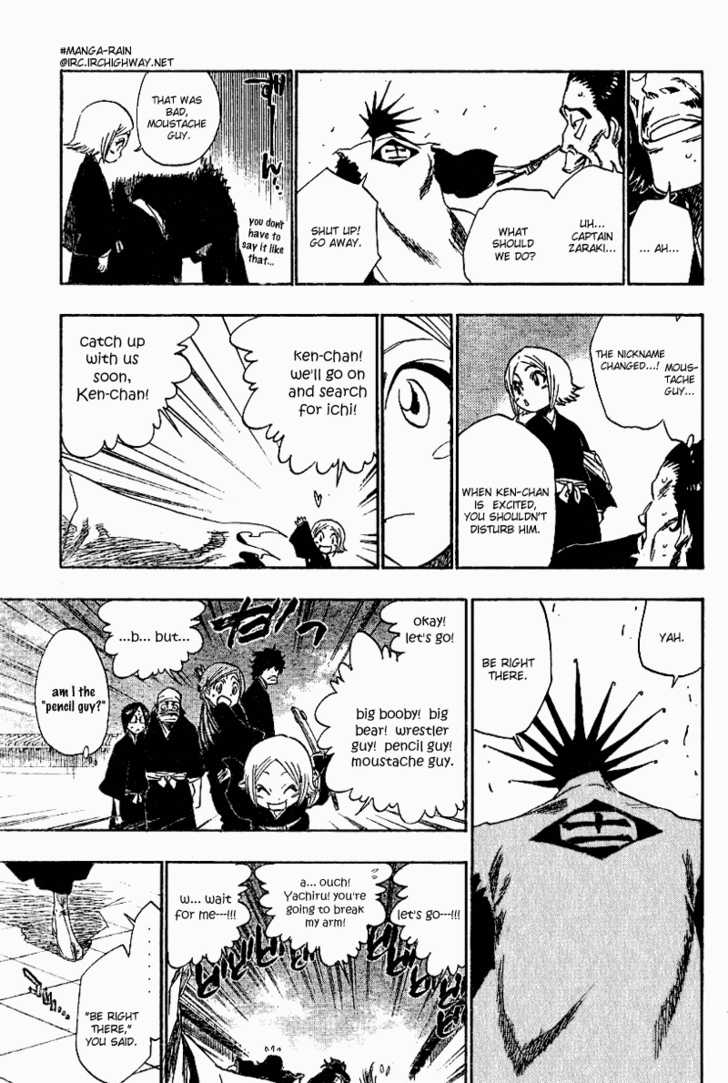 #MANGA-RAIN
@IRC.IRCHIGHWAY.NET
... AH...
UH...
CAPTAIN
ZARAKI...
WHAT
SHOULD
WE DO?
SHUT UP!
GO AWAY.
THAT WAS
BAD,
MOUSTACHE
GUY.
you don't
have to
say it like
that...
THE NICKNAME
CHANGED...!
MOUS-
TACHE
GUY...
WHEN KEN-CHAN
IS EXCITED,
YOU SHOULDN'T
DISTURB HIM.
ken-chan!
we'll go on
and search
for ichi!
catch up
with us
soon,
Ken-chan!
YAH.
BE RIGHT
THERE.
okay!
let's go!
big booby! big
bear! wrestler
guy! pencil guy!
moustache guy.
...b... but...
am I the
"pencil guy?"
let's go---!!!
a... ouch!
Yachiru! you're
going to break
my arm!
w... wait
for me---!!!
"BE RIGHT
THERE,"
YOU SAID.